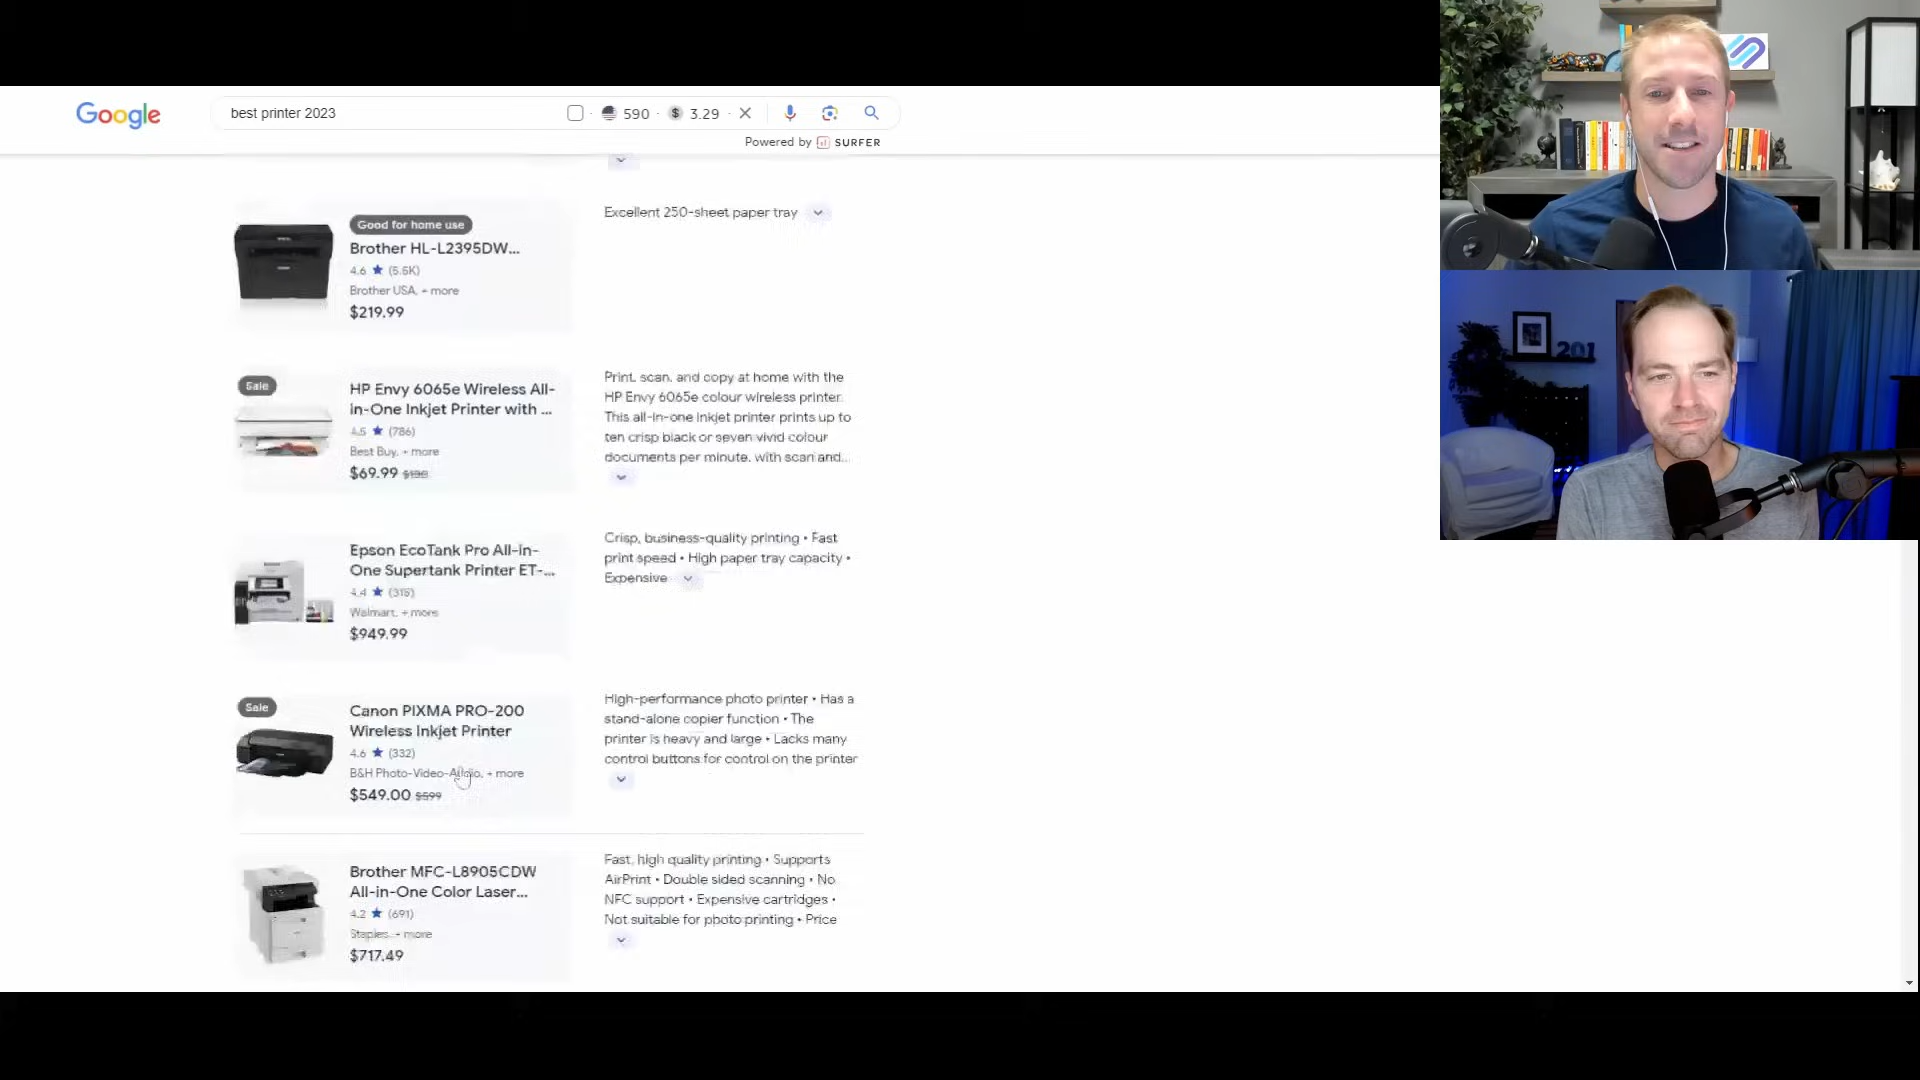 Google
best printer 2023
590 · $ 3.29
Powered by SURFER
Good for home use
Brother HL-L2395DW...
4.6 ★ (5.5K)
Brother USA, + more
$219.99
Excellent 250-sheet paper tray
Sale
HP Envy 6065e Wireless All-
in-One Inkjet Printer with ...
4.5 ★ (786)
Best Buy, + more
$69.99
Print, scan, and copy at home with the
HP Envy 6065e colour wireless printer.
This all-in-one inkjet printer prints up to
ten crisp black or seven vivid colour
documents per minute, with scan and...
Epson EcoTank Pro All-in-
One Supertank Printer ET-...
4.4 ★ (315)
Walmart, + more
$949.99
Crisp, business-quality printing • Fast
print speed • High paper tray capacity •
Expensive
Sale
Canon PIXMA PRO-200
Wireless Inkjet Printer
4.6 ★ (332)
B&H Photo-Video-Audio, + more
$549.00 $599
High-performance photo printer • Has a
stand-alone copier function • The
printer is heavy and large • Lacks many
control buttons for control on the printer
Brother MFC-L8905CDW
All-in-One Color Laser...
4.2 ★ (691)
Staples, + more
$717.49
Fast, high quality printing • Supports
AirPrint • Double sided scanning • No
NFC support • Expensive cartridges •
Not suitable for photo printing • Price
201